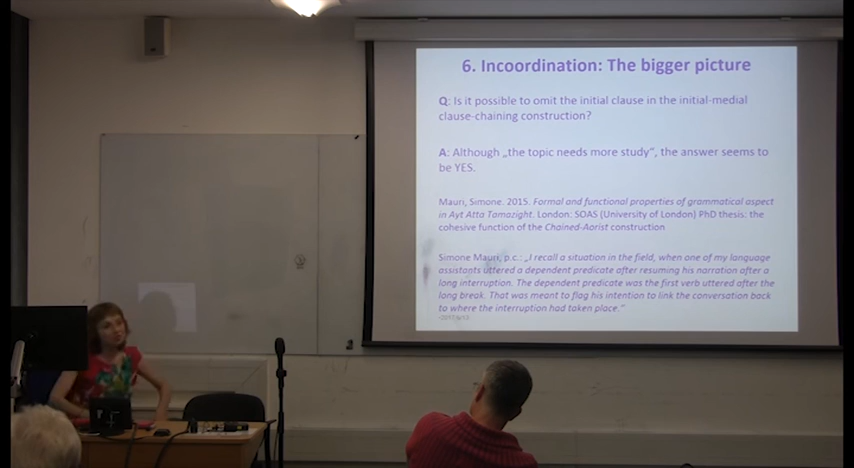 6. Incoordination: The bigger picture
Q: Is it possible to omit the initial clause in the initial-medial
clause-chaining construction?
A: Although „the topic needs more study“, the answer seems to
be YES.
Mauri, Simone. 2015. Formal and functional properties of grammatical aspect
in Ayt Atta Tamazight. London: SOAS (University of London) PhD thesis: the
cohesive function of the Chained-Aorist construction
Simone Mauri, p.c.: „I recall a situation in the field, when one of my language
assistants uttered a dependent predicate after resuming his narration after a
long interruption. The dependent predicate was the first verb uttered after the
long break. That was meant to flag his intention to link the conversation back
to where the interruption had taken place.“